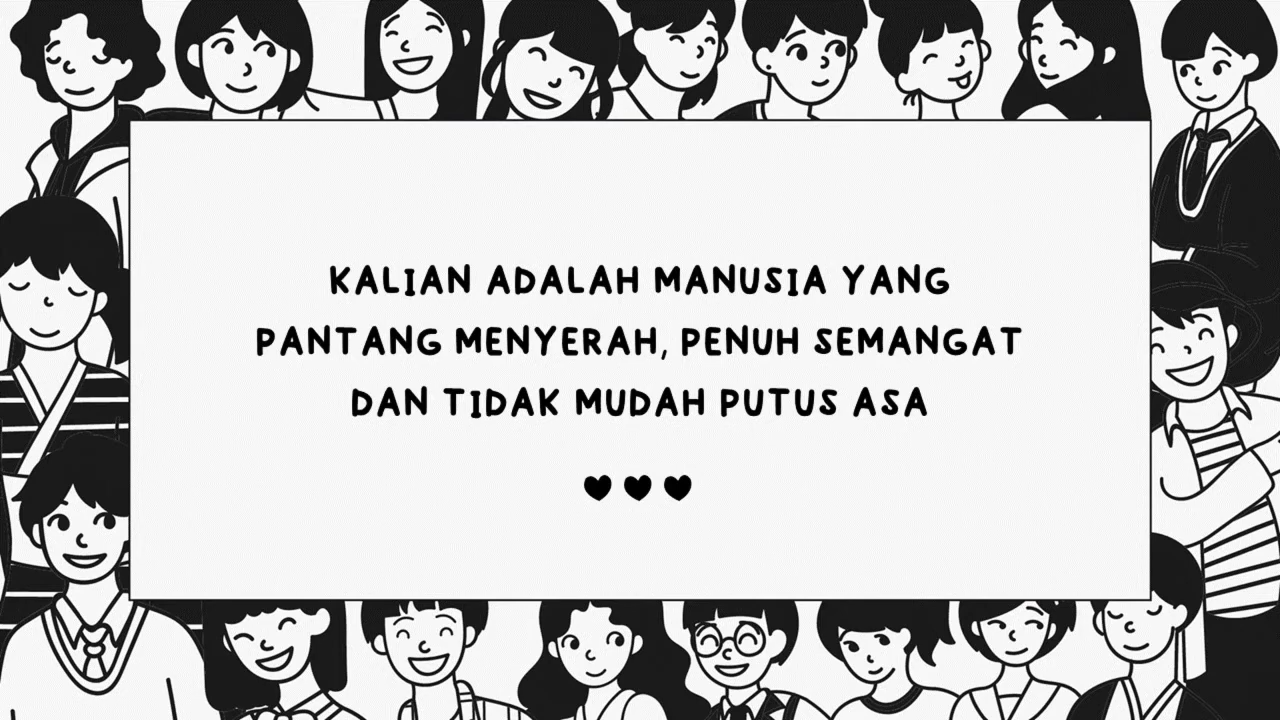 KALIAN ADALAH MANUSIA YANG
PANTANG MENYERAH, PENUH SEMANGAT
DAN TIDAK MUDAH PUTUS ASA